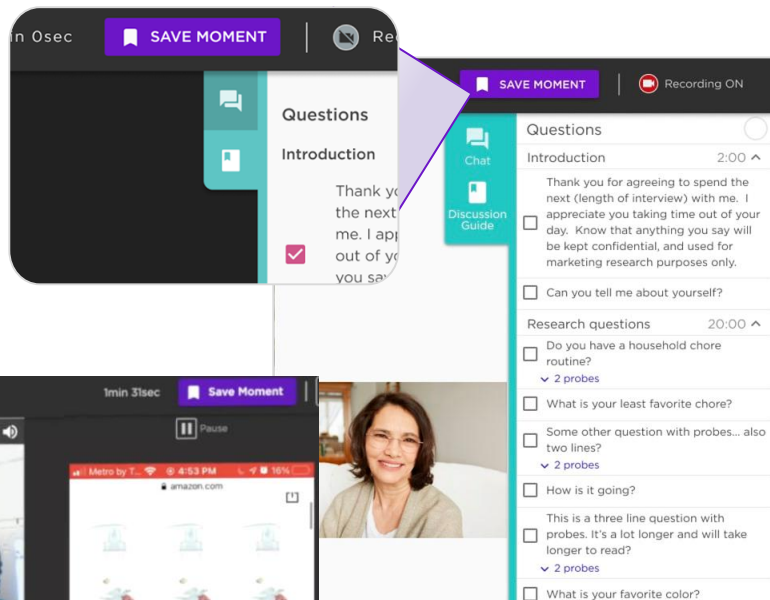 n 0sec
SAVE MOMENT
Re
Questions
Introduction
Thank yo
the next
me. I app
out of yo
you say
SAVE MOMENT
Recording ON
Chat
Discussion
Guide
Questions
Introduction 2:00
Thank you for agreeing to spend the
next (length of interview) with me. I
appreciate you taking time out of your
day. Know that anything you say will
be kept confidential, and used for
marketing research purposes only.
Can you tell me about yourself?
Research questions 20:00
Do you have a household chore
routine?
2 probes
What is your least favorite chore?
Some other question with probes... also
two lines?
2 probes
How is it going?
This is a three line question with
probes. It's a lot longer and will take
longer to read?
2 probes
What is your favorite color?
1min 31sec
Save Moment
Pause
Metro by T... 4:53 PM 16%
amazon.com